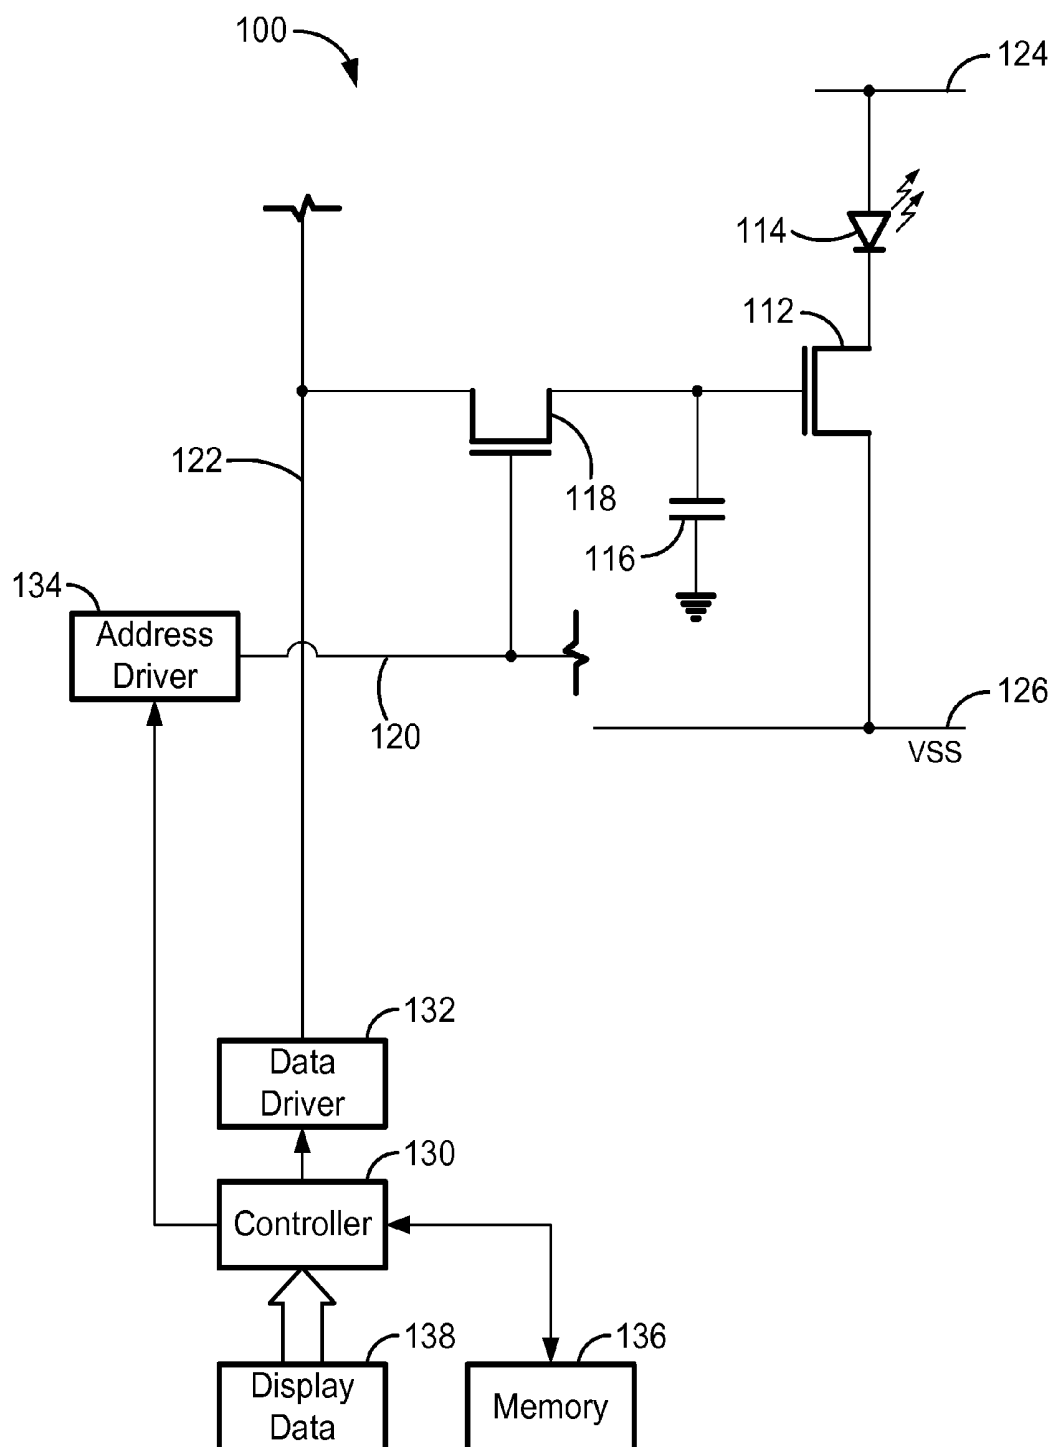 100
124
114
112
122
118
116
134
Address
Driver
120
126
VSS
132
Data
Driver
130
Controller
138
136
Display
Data
Memory